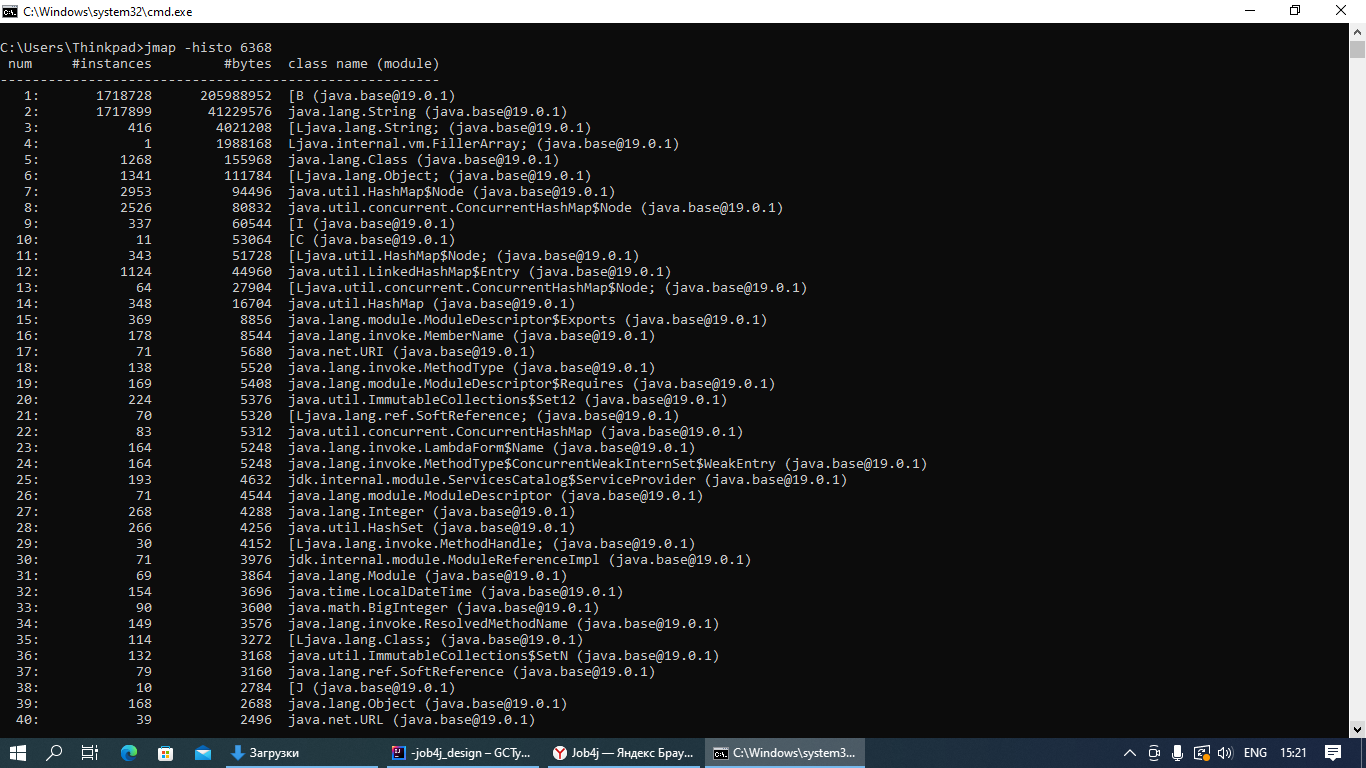 C:\Windows\system32\cmd.exe
C:\Users\Thinkpad>jmap -histo 6368
 num     #instances         #bytes  class name (module)
-------------------------------------------------------
   1:       1718728      205988952  [B (java.base@19.0.1)
   2:       1717899       41229576  java.lang.String (java.base@19.0.1)
   3:           416        4021208  [Ljava.lang.String; (java.base@19.0.1)
   4:             1        1988168  Ljava.internal.vm.FillerArray; (java.base@19.0.1)
   5:          1268         155968  java.lang.Class (java.base@19.0.1)
   6:          1341         111784  [Ljava.lang.Object; (java.base@19.0.1)
   7:          2953          94496  java.util.HashMap$Node (java.base@19.0.1)
   8:          2526          80832  java.util.concurrent.ConcurrentHashMap$Node (java.base@19.0.1)
   9:           337          60544  [I (java.base@19.0.1)
  10:            11          53064  [C (java.base@19.0.1)
  11:           343          51728  [Ljava.util.HashMap$Node; (java.base@19.0.1)
  12:          1124          44960  java.util.LinkedHashMap$Entry (java.base@19.0.1)
  13:            64          27904  [Ljava.util.concurrent.ConcurrentHashMap$Node; (java.base@19.0.1)
  14:           348          16704  java.util.HashMap (java.base@19.0.1)
  15:           369           8856  java.lang.module.ModuleDescriptor$Exports (java.base@19.0.1)
  16:           178           8544  java.lang.invoke.MemberName (java.base@19.0.1)
  17:            71           5680  java.net.URI (java.base@19.0.1)
  18:           138           5520  java.lang.invoke.MethodType (java.base@19.0.1)
  19:           169           5408  java.lang.module.ModuleDescriptor$Requires (java.base@19.0.1)
  20:           224           5376  java.util.ImmutableCollections$Set12 (java.base@19.0.1)
  21:            70           5320  [Ljava.lang.ref.SoftReference; (java.base@19.0.1)
  22:            83           5312  java.util.concurrent.ConcurrentHashMap (java.base@19.0.1)
  23:           164           5248  java.lang.invoke.LambdaForm$Name (java.base@19.0.1)
  24:           164           5248  java.lang.invoke.MethodType$ConcurrentWeakInternSet$WeakEntry (java.base@19.0.1)
  25:           193           4632  jdk.internal.module.ServicesCatalog$ServiceProvider (java.base@19.0.1)
  26:            71           4544  java.lang.module.ModuleDescriptor (java.base@19.0.1)
  27:           268           4288  java.lang.Integer (java.base@19.0.1)
  28:           266           4256  java.util.HashSet (java.base@19.0.1)
  29:            30           4152  [Ljava.lang.invoke.MethodHandle; (java.base@19.0.1)
  30:            71           3976  jdk.internal.module.ModuleReferenceImpl (java.base@19.0.1)
  31:            69           3864  java.lang.Module (java.base@19.0.1)
  32:           154           3696  java.time.LocalDateTime (java.base@19.0.1)
  33:            90           3600  java.math.BigInteger (java.base@19.0.1)
  34:           149           3576  java.lang.invoke.ResolvedMethodName (java.base@19.0.1)
  35:           114           3272  [Ljava.lang.Class; (java.base@19.0.1)
  36:           132           3168  java.util.ImmutableCollections$SetN (java.base@19.0.1)
  37:            79           3160  java.lang.ref.SoftReference (java.base@19.0.1)
  38:            10           2784  [J (java.base@19.0.1)
  39:           168           2688  java.lang.Object (java.base@19.0.1)
  40:            39           2496  java.net.URL (java.base@19.0.1)
Загрузки -job4j_design – GCTy... Job4j — Яндекс Брау... C:\Windows\system3... ENG 15:21